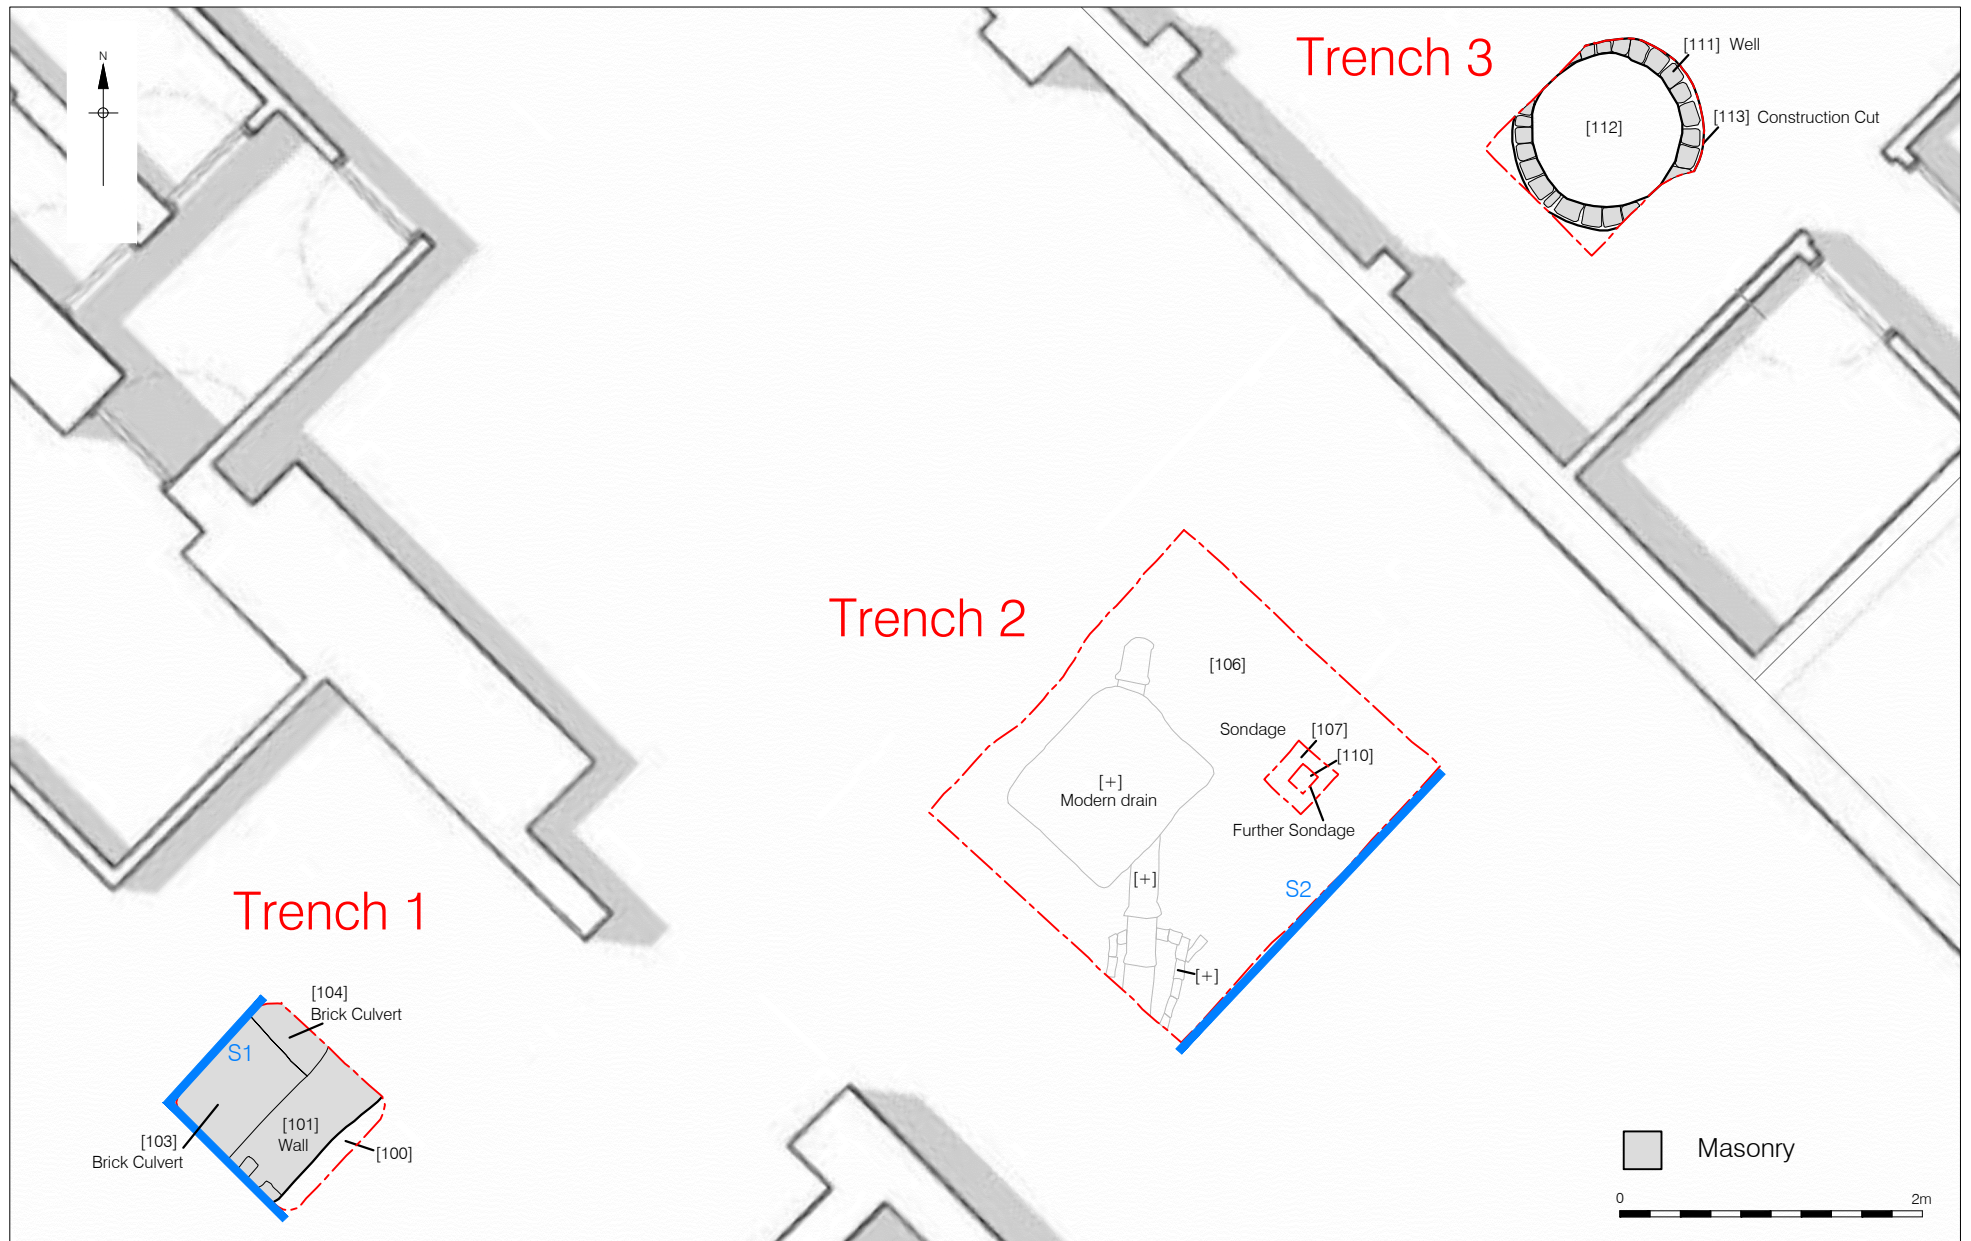 N
Trench 3
[111] Well
[113] Construction Cut
[112]
Trench 2
[106]
Sondage
[107]
[110]
[+]
Modern drain
Further Sondage
[+]
S2
[+]
Trench 1
[104]
Brick Culvert
S1
[101]
Wall
[103]
Brick Culvert
[100]
Masonry
0 2m